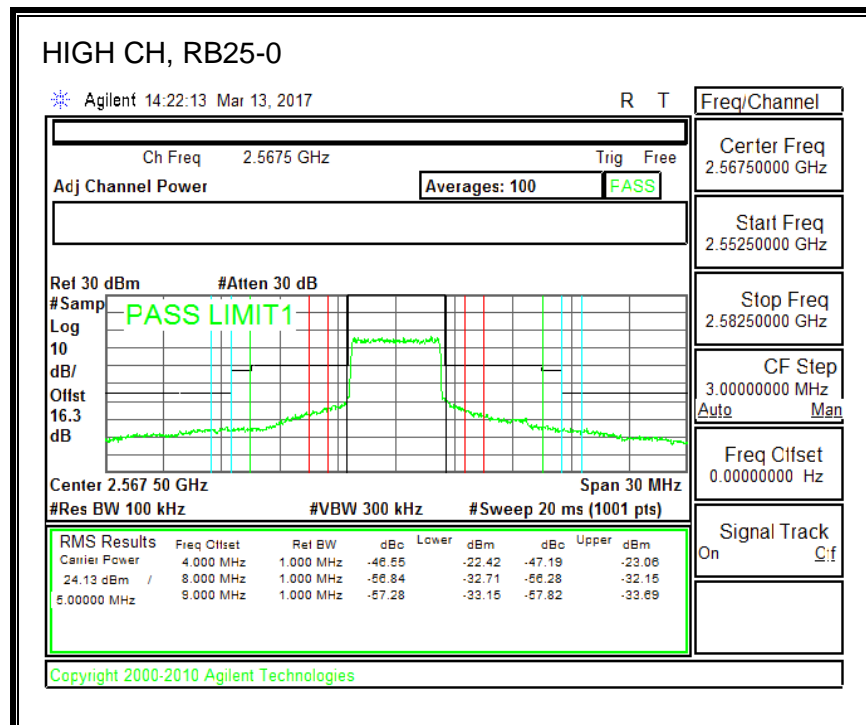 HIGH CH, RB25-0
Agilent 14:22:13 Mar 13, 2017 R T
Freq/Channel
Ch Freq 2.5675 GHz Trig Free
Adj Channel Power Averages: 100 PASS
Center Freq
2.56750000 GHz
Start Freq
2.55250000 GHz
Stop Freq
2.58250000 GHz
CF Step
3.00000000 MHz
Auto Man
Freq Offset
0.00000000 Hz
Signal Track
On Off
Ref 30 dBm #Atten 30 dB
#Samp
Log
10
dB/
Offst
16.3
dB
PASS LIMIT1
Center 2.567 50 GHz Span 30 MHz
#Res BW 100 kHz #VBW 300 kHz #Sweep 20 ms (1001 pts)
RMS Results Freq Offset Ref BW dBc Lower dBm dBc Upper dBm
Carrier Power 4.000 MHz 1.000 MHz -46.55 -22.42 -47.19 -23.06
24.13 dBm / 8.000 MHz 1.000 MHz -56.84 -32.71 -56.28 -32.15
5.00000 MHz 9.000 MHz 1.000 MHz -57.28 -33.15 -57.82 -33.69
Copyright 2000-2010 Agilent Technologies